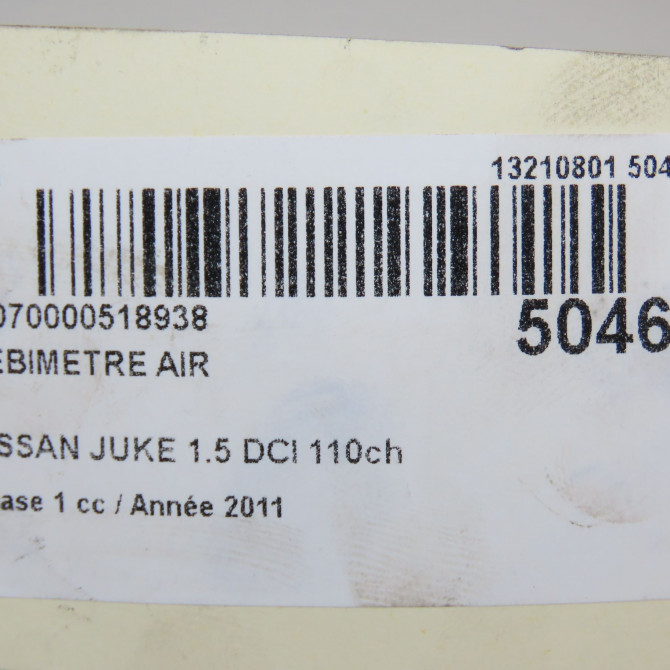 13210801 504
070000518938
5046
EBIMETRE AIR
SSAN JUKE 1.5 DCI 110ch
ase 1 cc / Année 2011